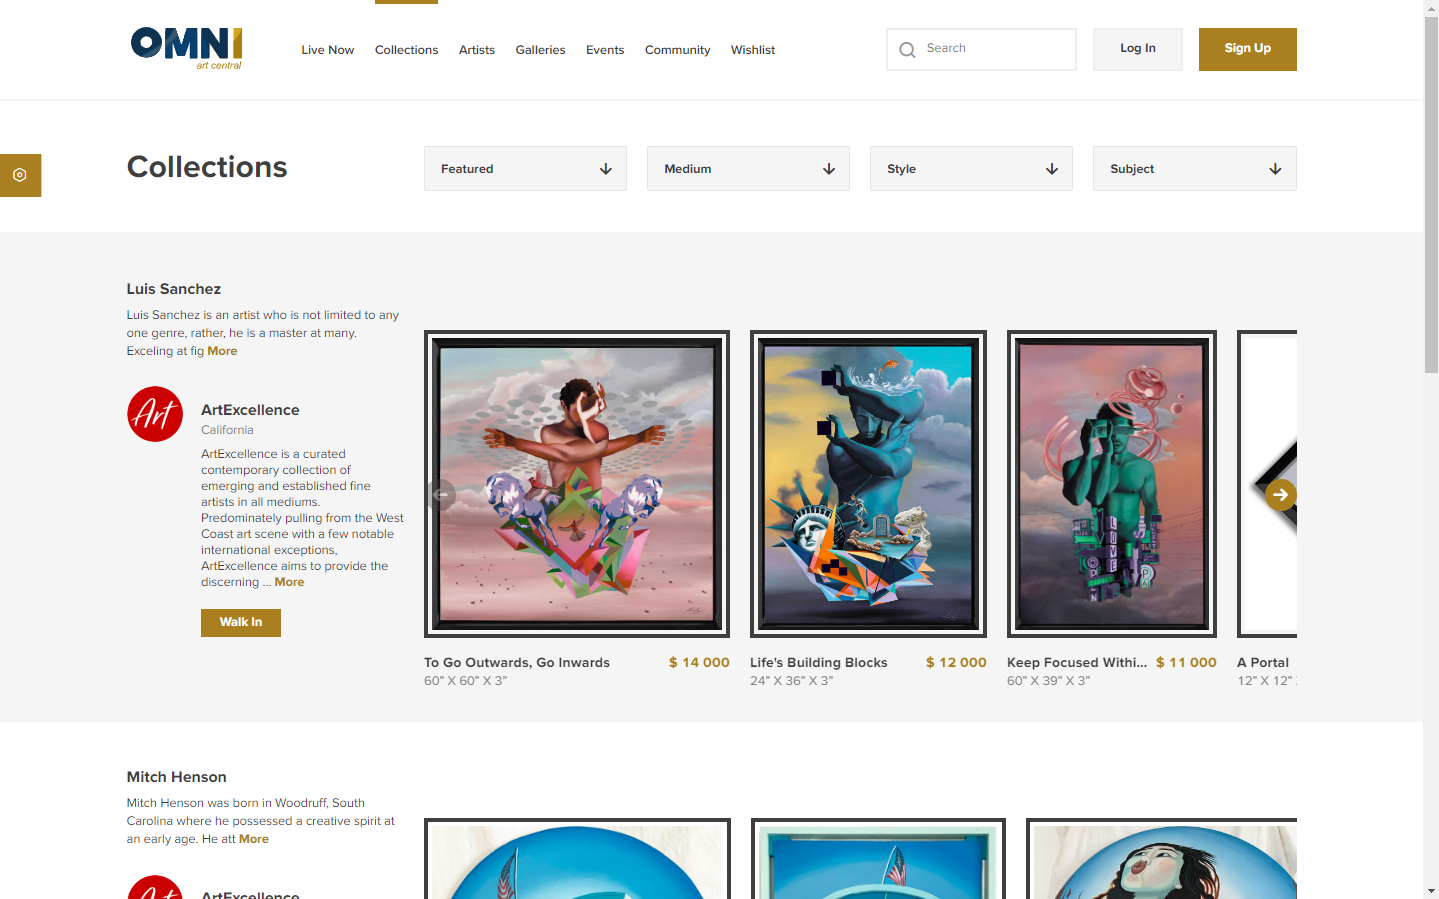 OMNI
art central
Live Now
Collections
Artists
Galleries
Events
Community
Wishlist
Search
Log In
Sign Up
Collections
Featured
Medium
Style
Subject
Luis Sanchez
Luis Sanchez is an artist who is not limited to any
one genre, rather, he is a master at many.
Exceling at fig More
Art
ArtExcellence
California
ArtExcellence is a curated
contemporary collection of
emerging and established fine
artists in all mediums.
Predominately pulling from the West
Coast art scene with a few notable
international exceptions,
ArtExcellence aims to provide the
discerning ... More
Walk In
To Go Outwards, Go Inwards
$ 14 000
60” X 60” X 3”
Life's Building Blocks
$ 12 000
24” X 36” X 3”
Keep Focused Withi...
$ 11 000
60” X 39” X 3”
A Portal
12” X 12”
Mitch Henson
Mitch Henson was born in Woodruff, South
Carolina where he possessed a creative spirit at
an early age. He att More
ArtExcellence